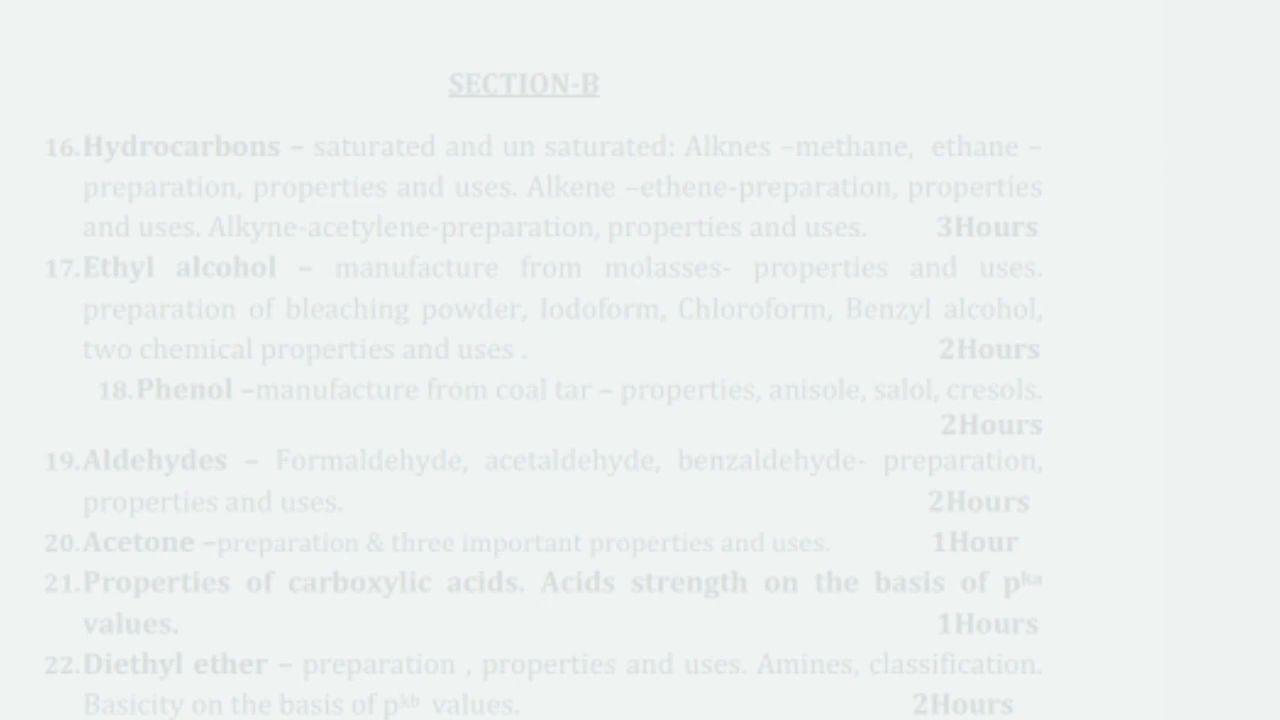 SECTION-B
16.Hydrocarbons – saturated and un saturated: Alknes –methane, ethane –
preparation, properties and uses. Alkene –ethene-preparation, properties
and uses. Alkyne-acetylene-preparation, properties and uses. 3Hours
17.Ethyl alcohol – manufacture from molasses- properties and uses.
preparation of bleaching powder, Iodoform, Chloroform, Benzyl alcohol,
two chemical properties and uses . 2Hours
18.Phenol –manufacture from coal tar – properties, anisole, salol, cresols.
2Hours
19.Aldehydes – Formaldehyde, acetaldehyde, benzaldehyde- preparation,
properties and uses. 2Hours
20.Acetone –preparation & three important properties and uses. 1Hour
21.Properties of carboxylic acids. Acids strength on the basis of pka
values. 1Hours
22.Diethyl ether – preparation , properties and uses. Amines, classification.
Basicity on the basis of pkb values. 2Hours